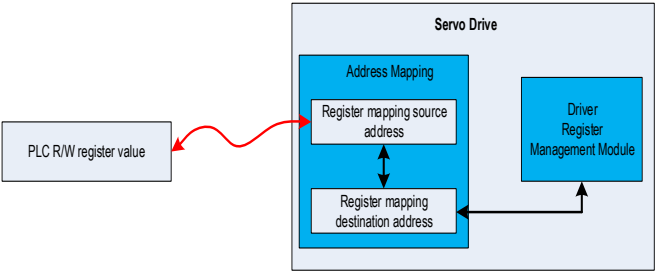 Servo Drive
Address Mapping
Register mapping source
address
Register mapping
destination address
Driver
Register
Management Module
PLC R/W register value